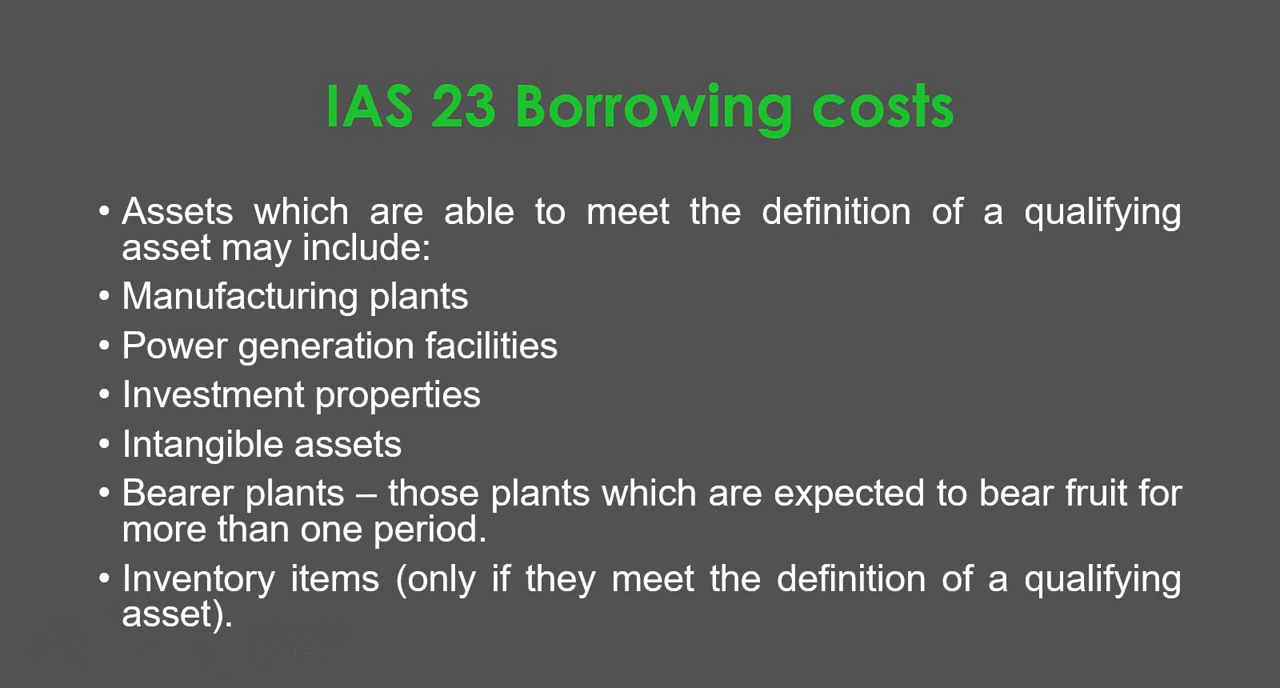 IAS 23 Borrowing costs
• Assets which are able to meet the definition of a qualifying
asset may include:
• Manufacturing plants
• Power generation facilities
• Investment properties
• Intangible assets
• Bearer plants – those plants which are expected to bear fruit for
more than one period.
• Inventory items (only if they meet the definition of a qualifying
asset).